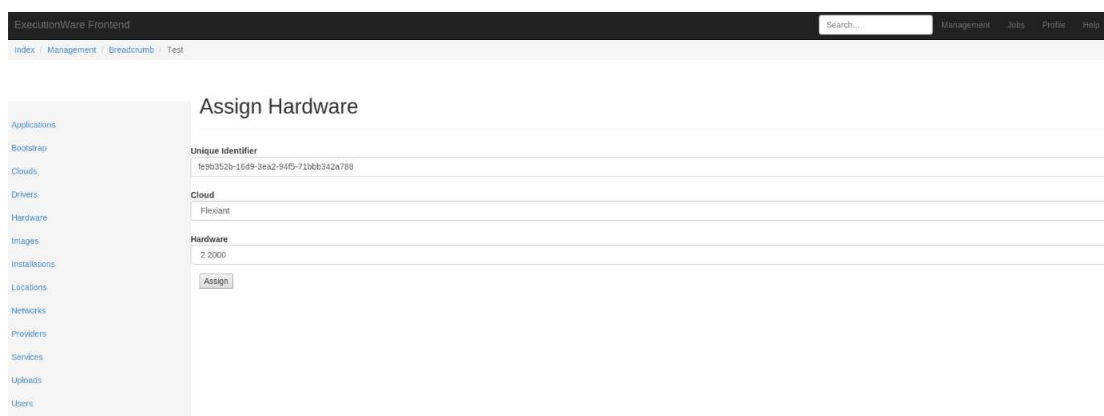 ExecutionWare Frontend
Search...
Management Jobs Profile Help
Index / Management / Breadcrumb / Test
Assign Hardware
Applications
Bootstrap
Clouds
Drivers
Hardware
Images
Installations
Locations
Networks
Providers
Services
Uploads
Users
Unique Identifier
fe9b352b-16d9-3ea2-94f5-71bbb342a788
Cloud
Flexiant
Hardware
2 2000
Assign